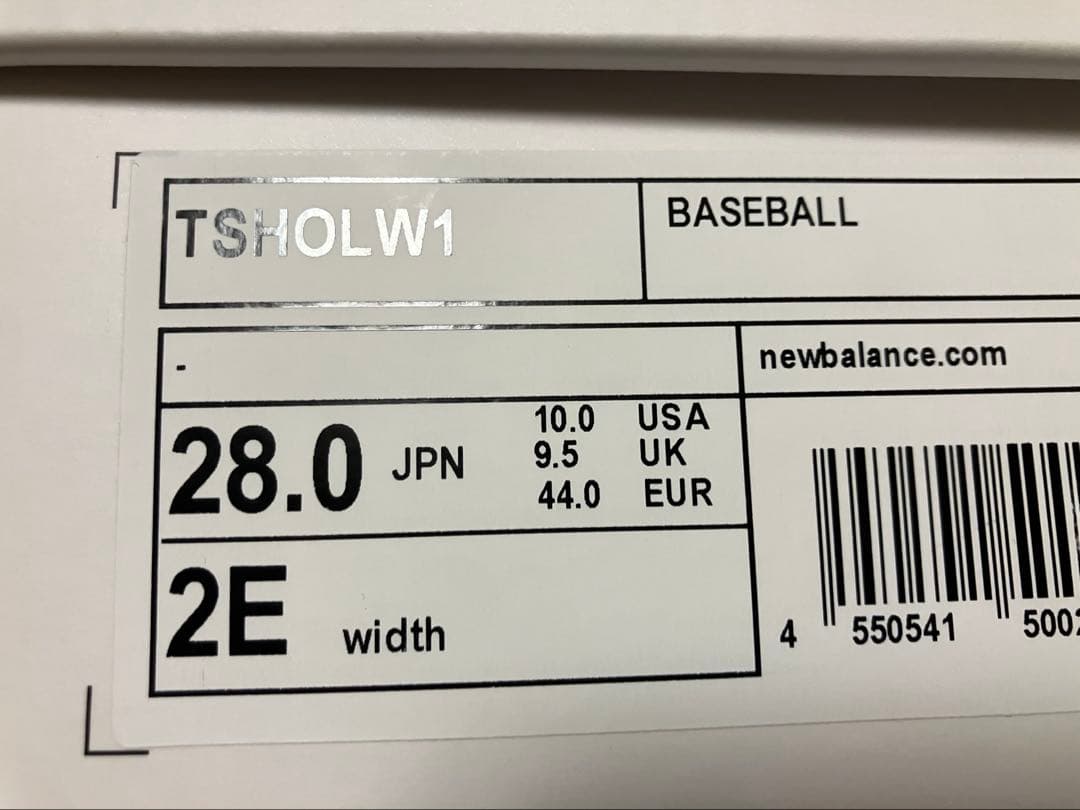 TSHOLW1
BASEBALL
-
newbalance.com
28.0 JPN
10.0 USA
9.5 UK
44.0 EUR
2E width
4 550541 500